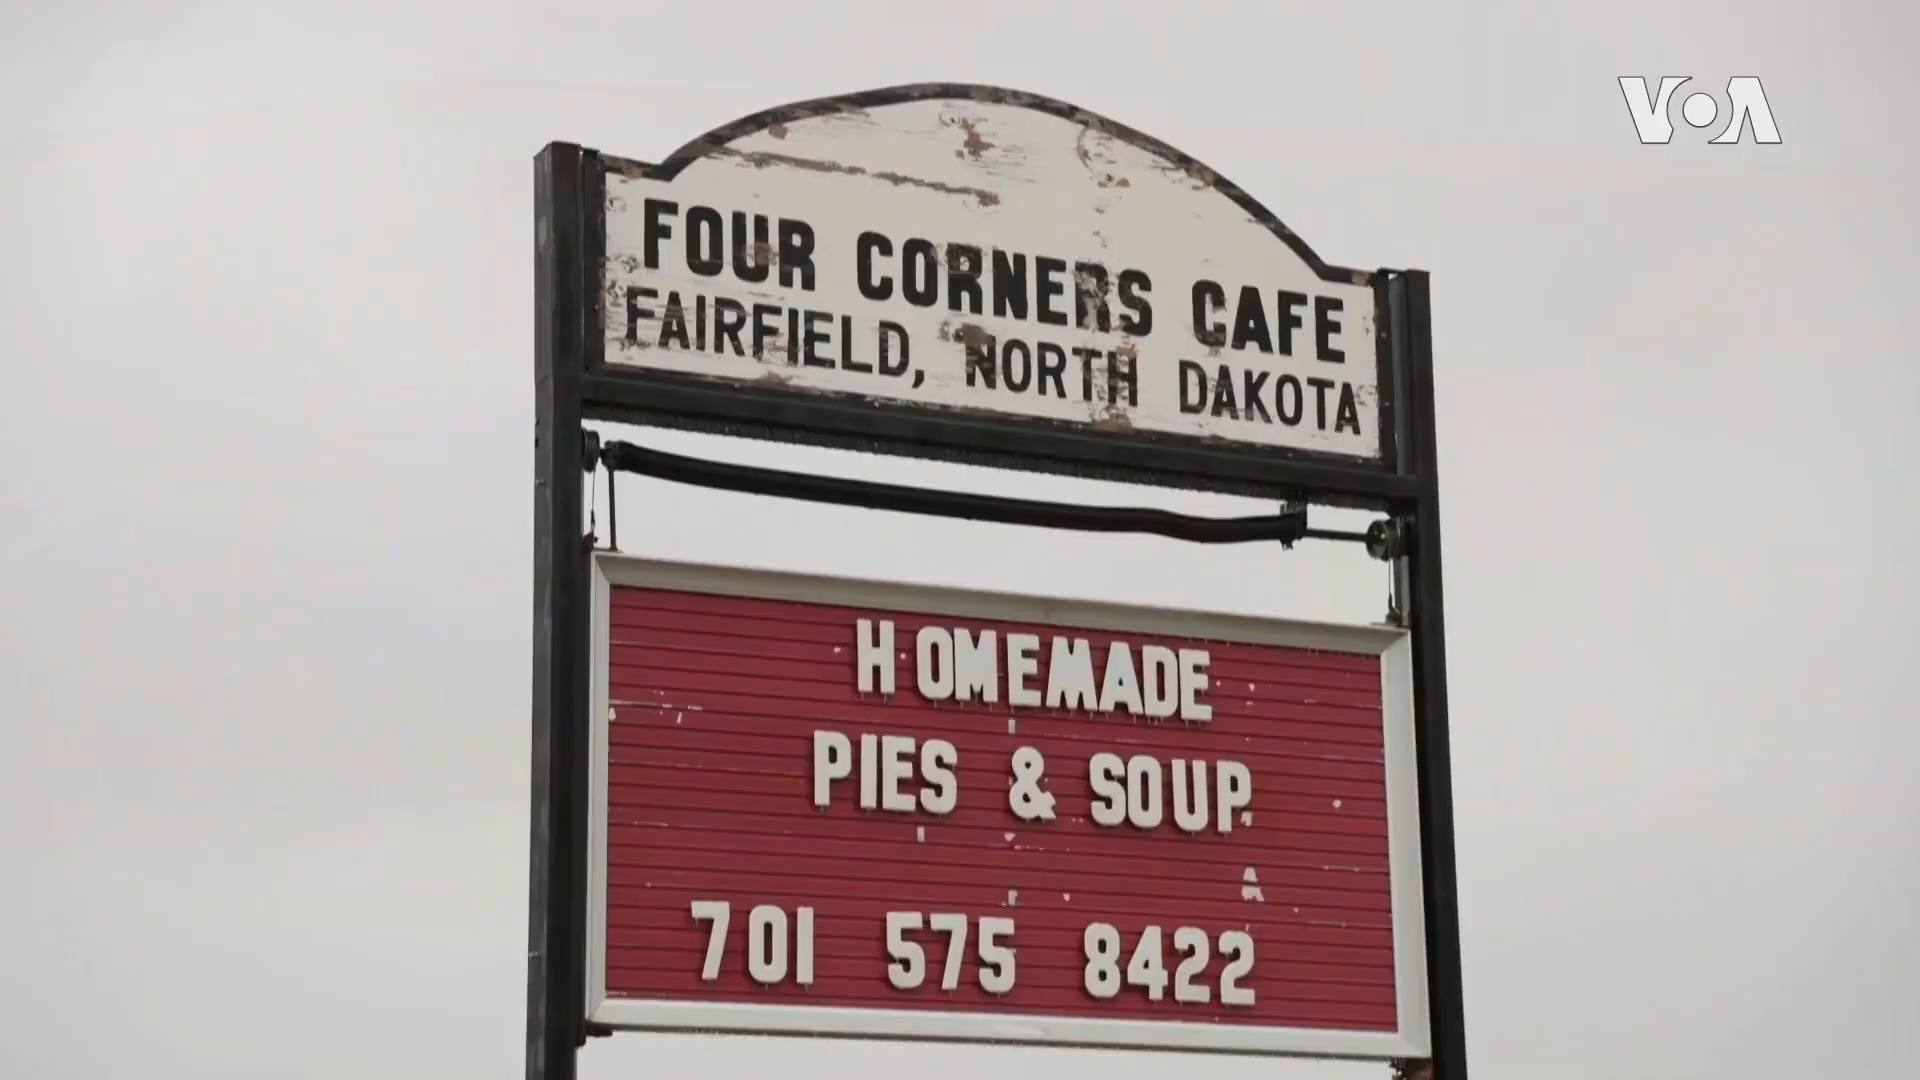 VOA
FOUR CORNERS CAFE
FAIRFIELD, NORTH DAKOTA
HOMEMADE
PIES & SOUP
701 575 8422